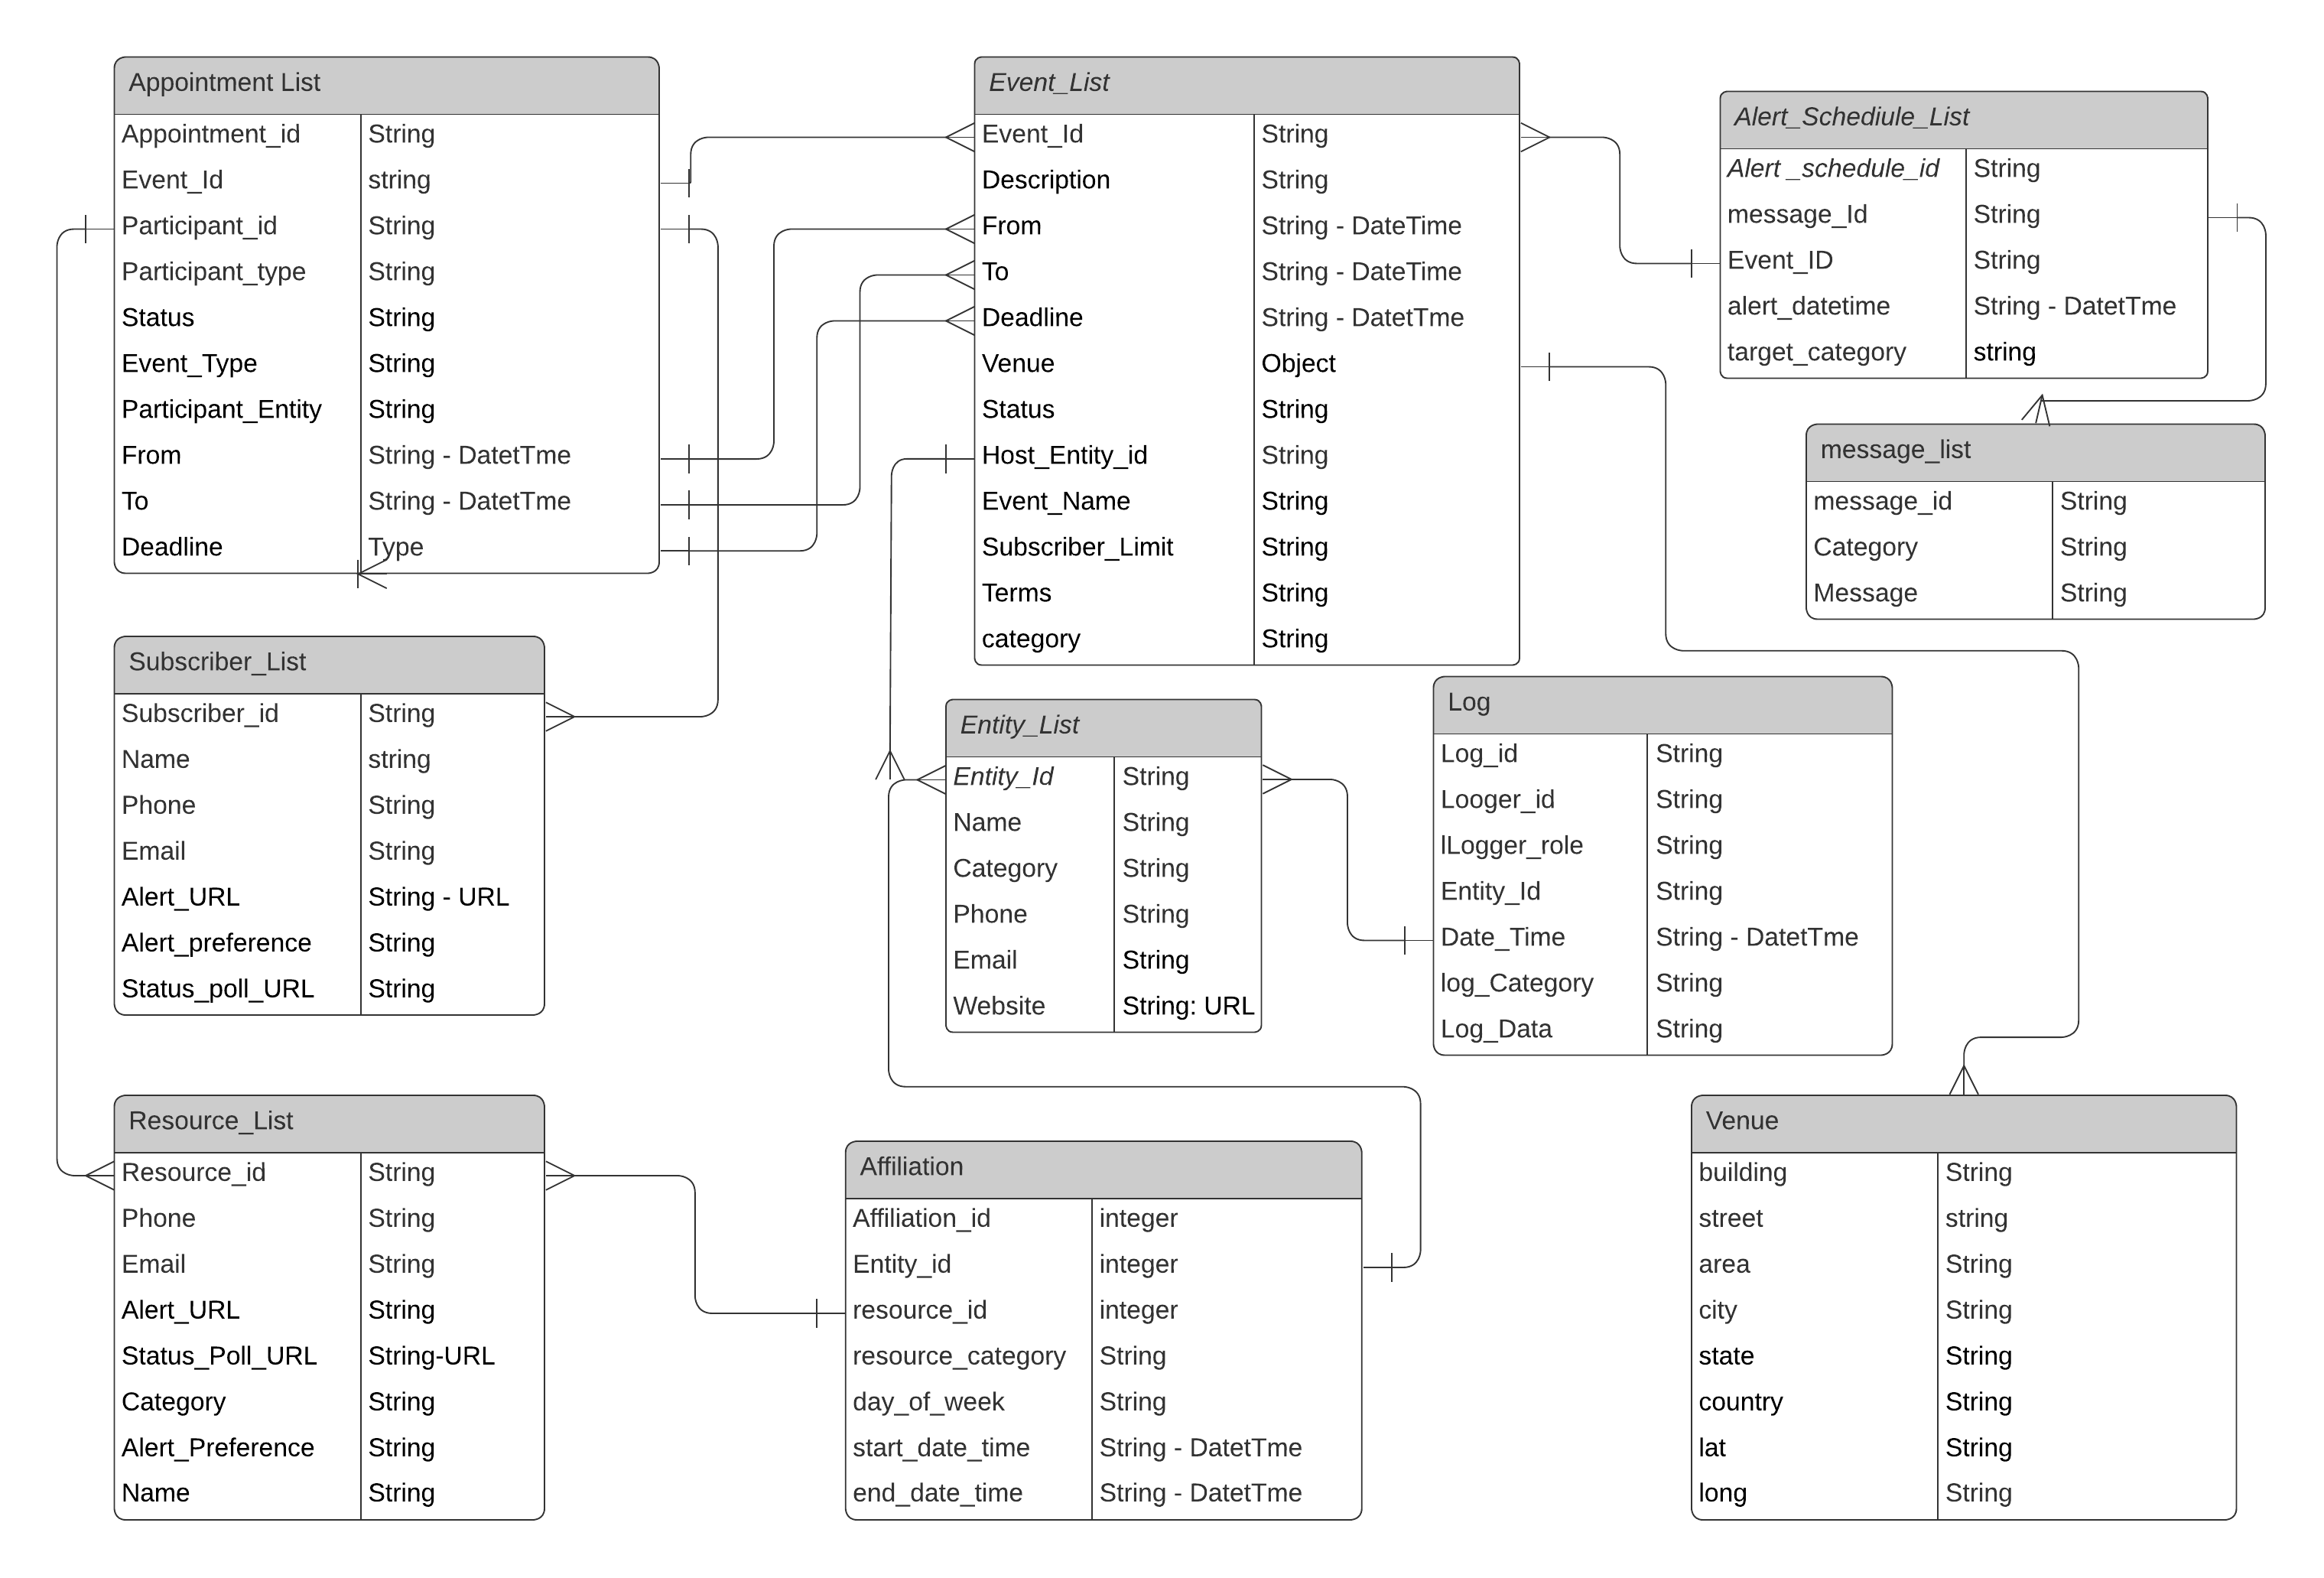 Appointment List
Appointment_id String
Event_Id string
Participant_id String
Participant_type String
Status String
Event_Type String
Participant_Entity String
From String - DatetTme
To String - DatetTme
Deadline Type
Event_List
Event_Id String
Description String
From String - DateTime
To String - DateTime
Deadline String - DatetTme
Venue Object
Status String
Host_Entity_id String
Event_Name String
Subscriber_Limit String
Terms String
category String
Alert_Schediule_List
Alert _schedule_id String
message_Id String
Event_ID String
alert_datetime String - DatetTme
target_category string
message_list
message_id String
Category String
Message String
Subscriber_List
Subscriber_id String
Name string
Phone String
Email String
Alert_URL String - URL
Alert_preference String
Status_poll_URL String
Entity_List
Entity_Id String
Name String
Category String
Phone String
Email String
Website String: URL
Log
Log_id String
Looger_id String
lLogger_role String
Entity_Id String
Date_Time String - DatetTme
log_Category String
Log_Data String
Resource_List
Resource_id String
Phone String
Email String
Alert_URL String
Status_Poll_URL String-URL
Category String
Alert_Preference String
Name String
Affiliation
Affiliation_id integer
Entity_id integer
resource_id integer
resource_category String
day_of_week String
start_date_time String - DatetTme
end_date_time String - DatetTme
Venue
building String
street string
area String
city String
state String
country String
lat String
long String